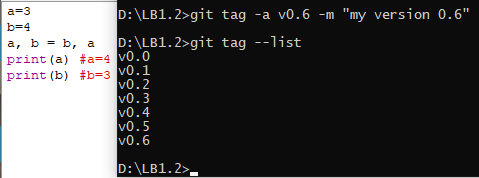 a=3
b=4
a, b = b, a
print(a) #a=4
print(b) #b=3
D:\LB1.2>git tag -a v0.6 -m "my version 0.6"
D:\LB1.2>git tag --list
v0.0
v0.1
v0.2
v0.3
v0.4
v0.5
v0.6
D:\LB1.2>